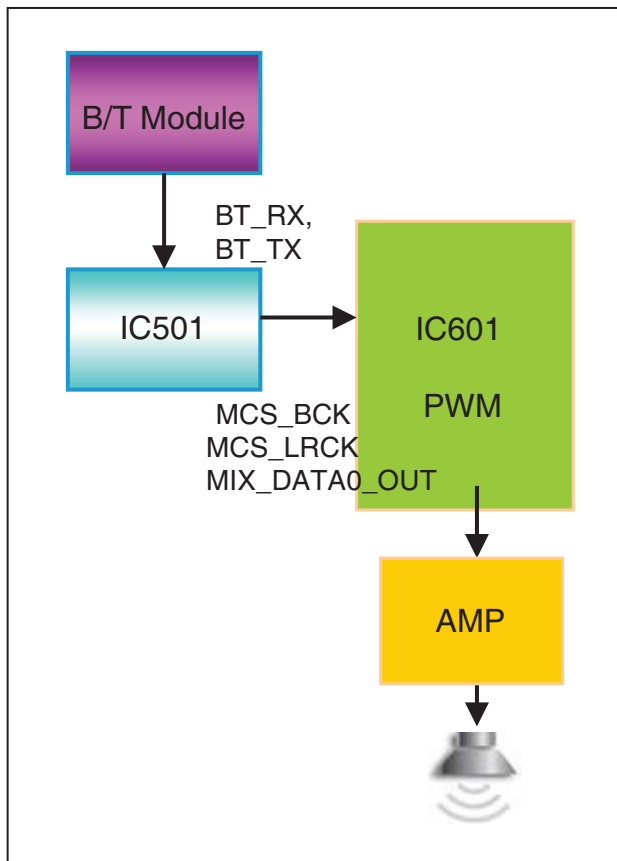 B/T Module
BT_RX,
BT_TX
IC501
IC601
PWM
MCS_BCK
MCS_LRCK
MIX_DATA0_OUT
AMP